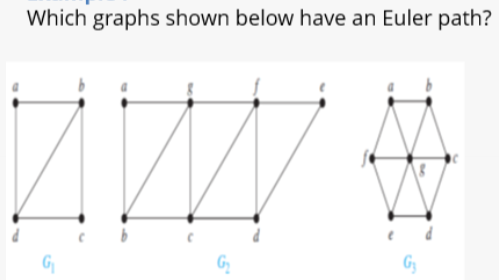 Which graphs shown below have an Euler path?
a b a g f e a b
f g c
d c b c d e d
G₁ G₂ G₃